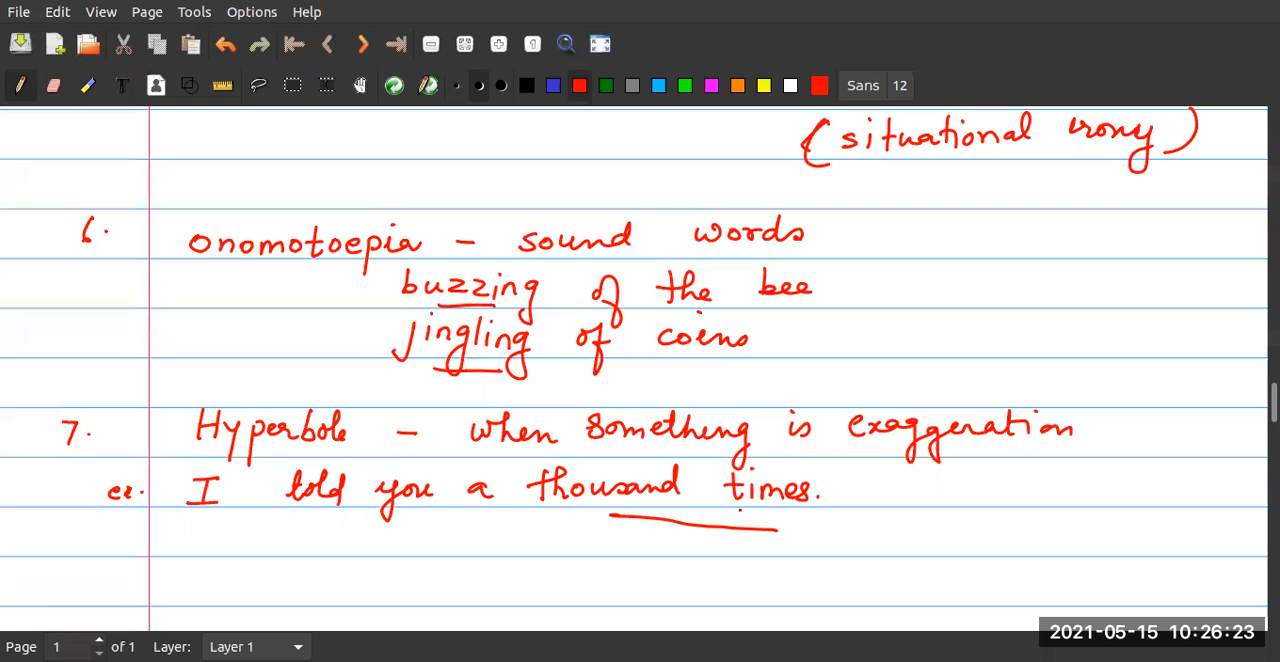 File Edit View Page Tools Options Help
Sans 12
(situational irony)
6. onomotoepia - sound words
buzzing of the bee
jingling of coins
7. Hyperbole - when something is exaggeration
ex. I told you a thousand times.
2021-05-15 10:26:23
Page 1 of 1 Layer: Layer 1